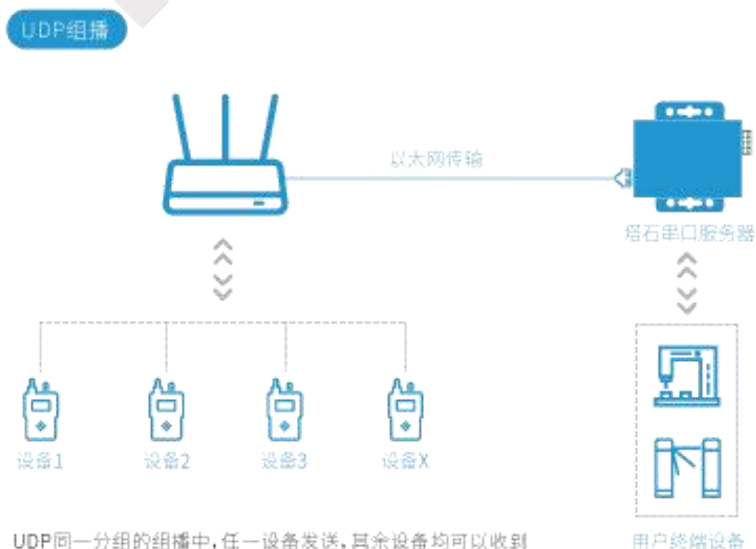 UDP组播
以太网传输
塔石串口服务器
设备1
设备2
设备3
设备X
UDP同一分组的组播中,任一设备发送,其余设备均可以收到
用户终端设备